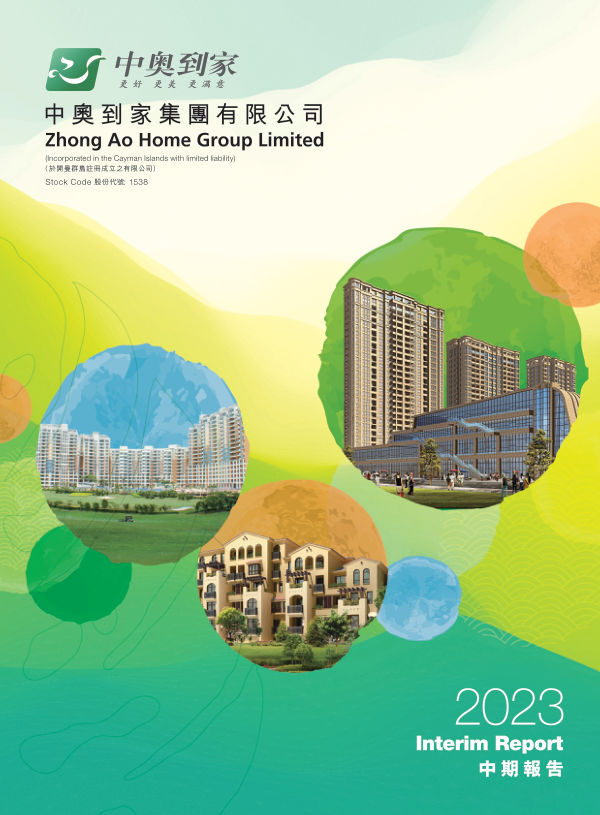 中奥到家
更好 更美 更滿意
中奧到家集團有限公司
Zhong Ao Home Group Limited
(Incorporated in the Cayman Islands with limited liability)
(於開曼群島註冊成立之有限公司)
Stock Code 股份代號: 1538
2023
Interim Report
中期報告